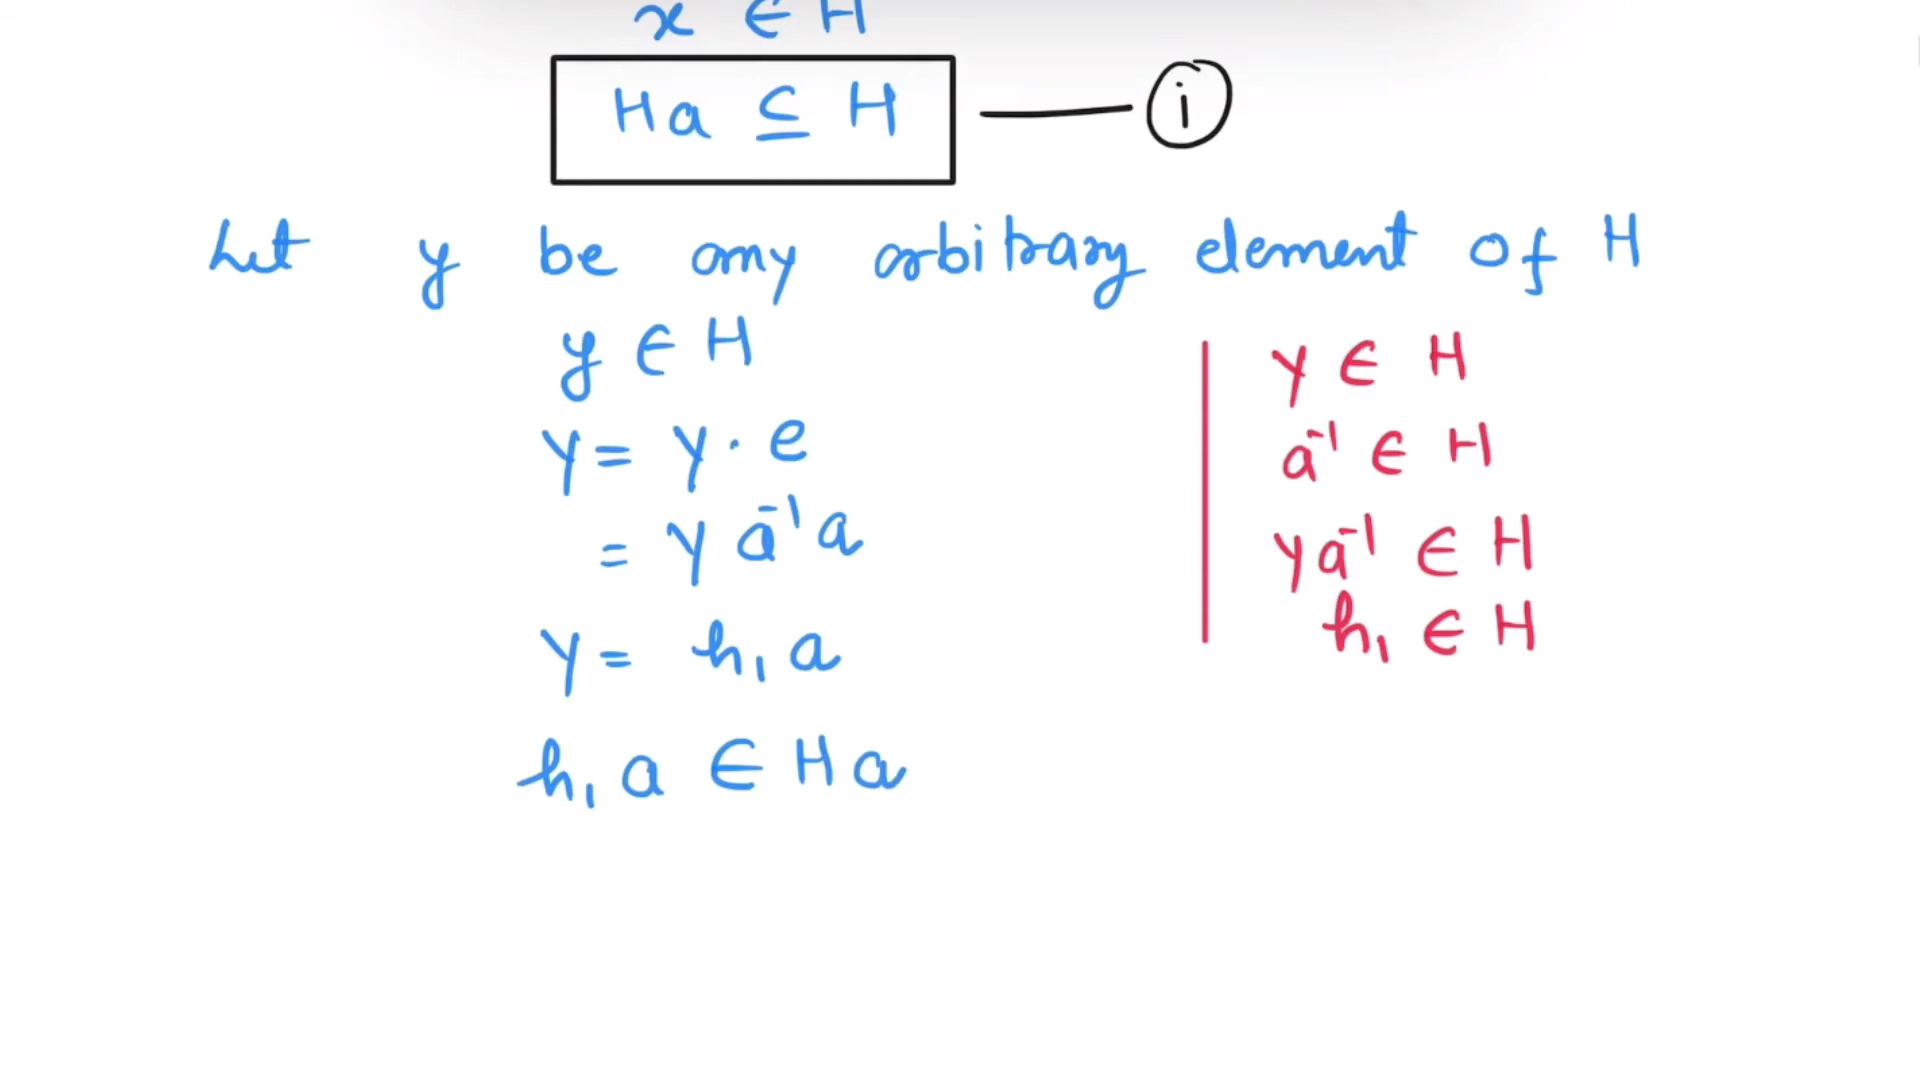 x ∈ H
Ha ⊆ H — i
Let y be any arbitrary element of H
y ∈ H
y = y · e
= y a⁻¹ a
y = h₁ a
h₁ a ∈ Ha
y ∈ H
a⁻¹ ∈ H
y a⁻¹ ∈ H
h₁ ∈ H